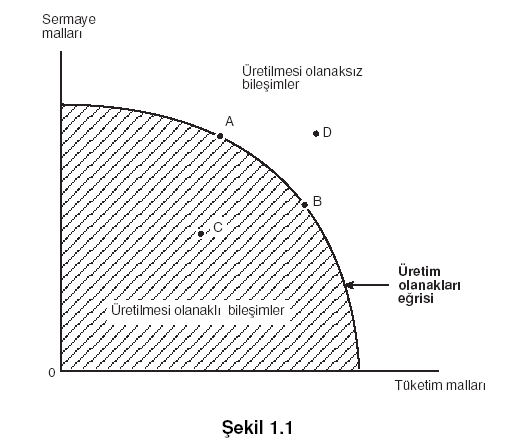 Sermaye
malları
Üretilmesi olanaksız
bileşimler
A
D
B
C
Üretim
olanakları
eğrisi
Üretilmesi olanaklı bileşimler
0
Tüketim malları
Şekil 1.1